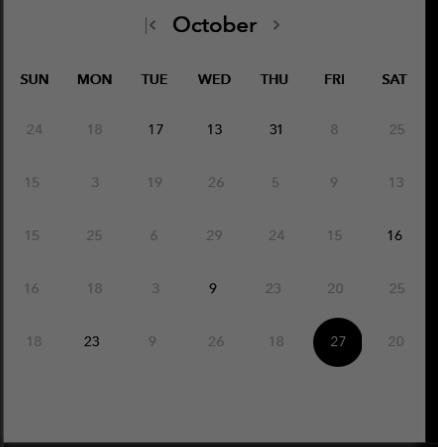 |< October >
SUN MON TUE WED THU FRI SAT
24 18 17 13 31 8 25
15 3 19 26 5 9 13
15 25 6 29 24 15 16
16 18 3 9 23 20 25
18 23 9 26 18 27 20